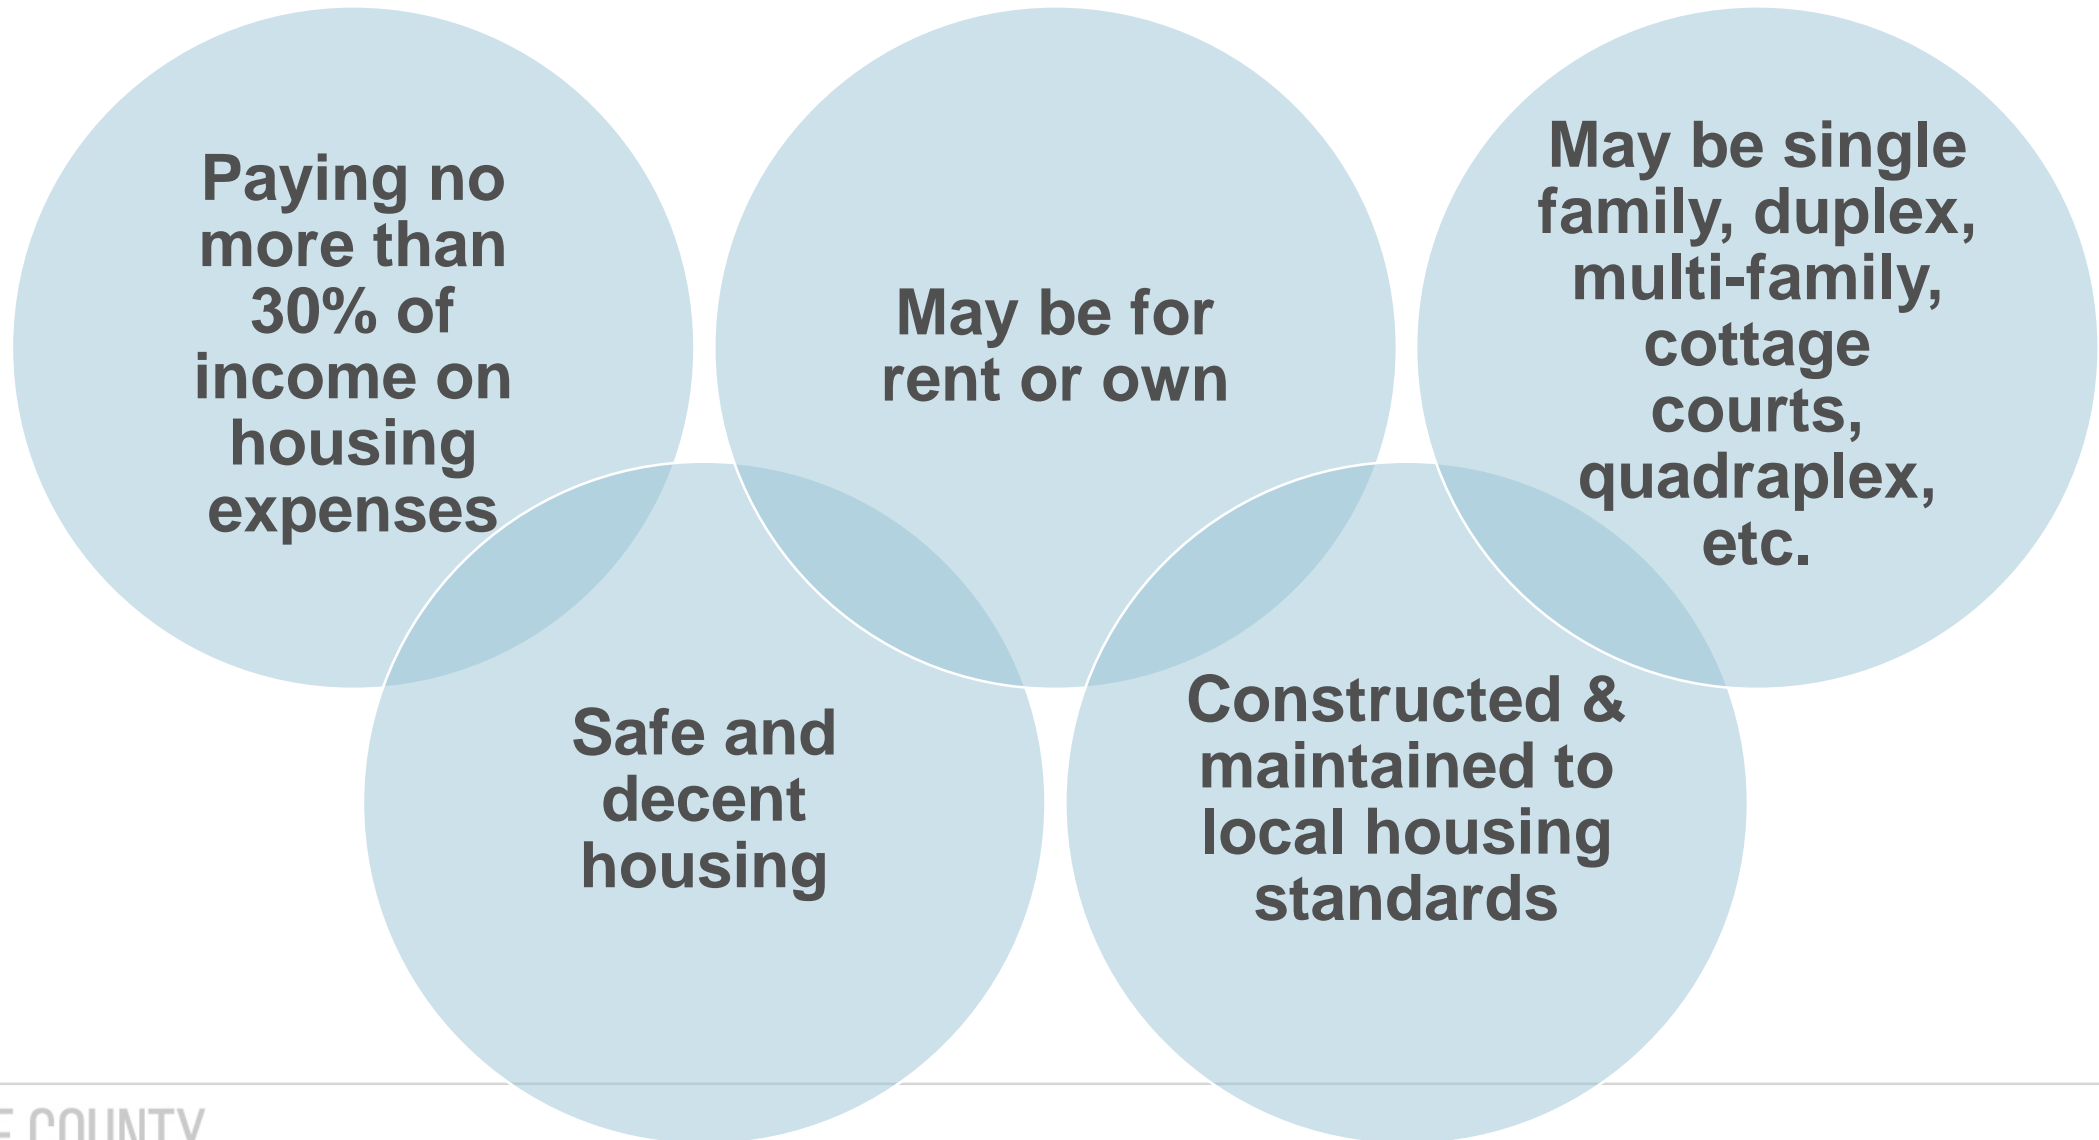 Paying no
more than
30% of
income on
housing
expenses
May be for
rent or own
May be single
family, duplex,
multi-family,
cottage
courts,
quadraplex,
etc.
Safe and
decent
housing
Constructed &
maintained to
local housing
standards
COUNTY